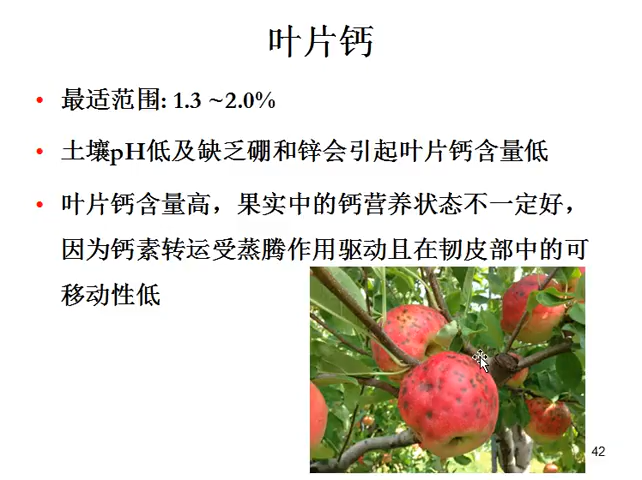 叶片钙
• 最适范围: 1.3 ~2.0%
• 土壤pH低及缺乏硼和锌会引起叶片钙含量低
• 叶片钙含量高，果实中的钙营养状态不一定好，
因为钙素转运受蒸腾作用驱动且在韧皮部中的可
移动性低
42